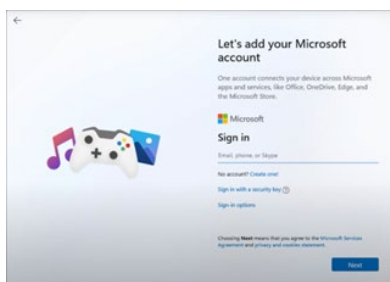 Let's add your Microsoft
account
One account connects your device across Microsoft
apps and services, like Office, OneDrive, Edge, and
the Microsoft Store.
Microsoft
Sign in
Email, phone, or Skype
No account? Create one!
Sign in with a security key
Sign-in options
Choosing Next means that you agree to the Microsoft Services
Agreement and privacy and cookies statement.
Next